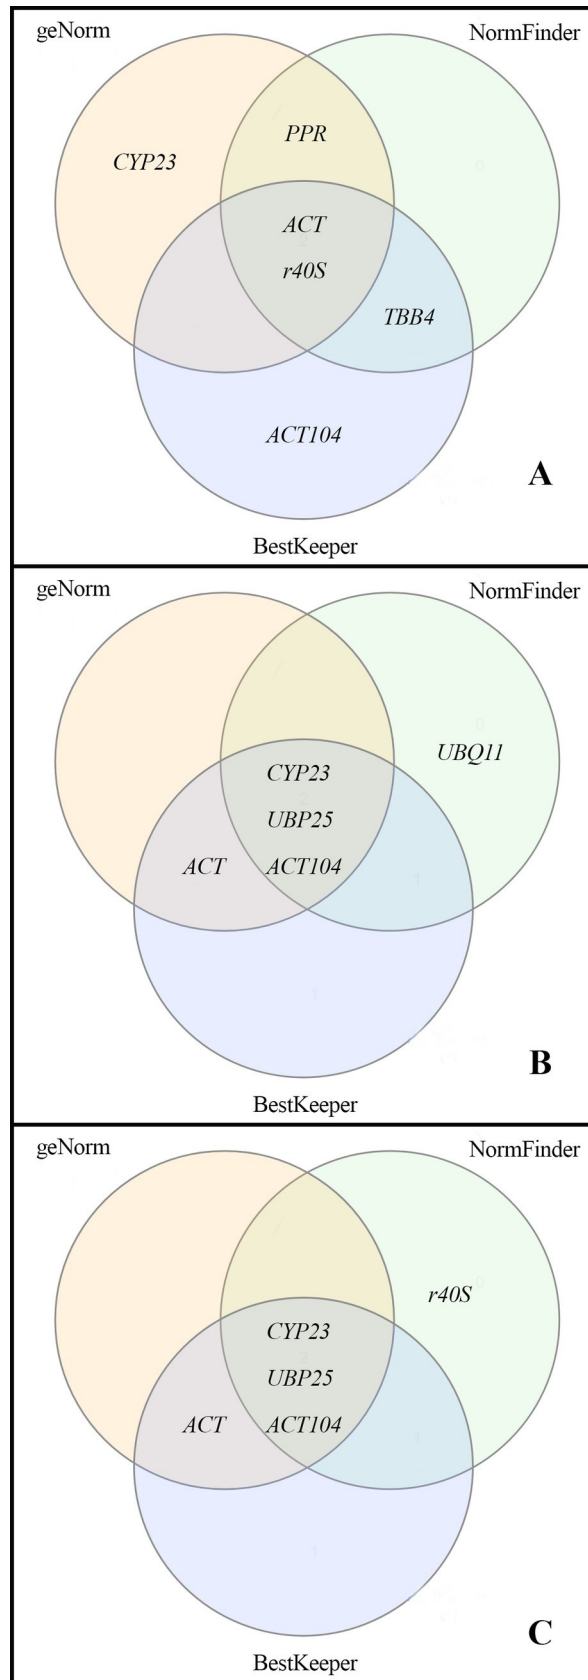 geNorm
NormFinder
PPR
CYP23
ACT
r40S
TBB4
ACT104
A
BestKeeper
geNorm
NormFinder
UBQ11
CYP23
UBP25
ACT ACT104
B
BestKeeper
geNorm
NormFinder
r40S
CYP23
UBP25
ACT ACT104
C
BestKeeper